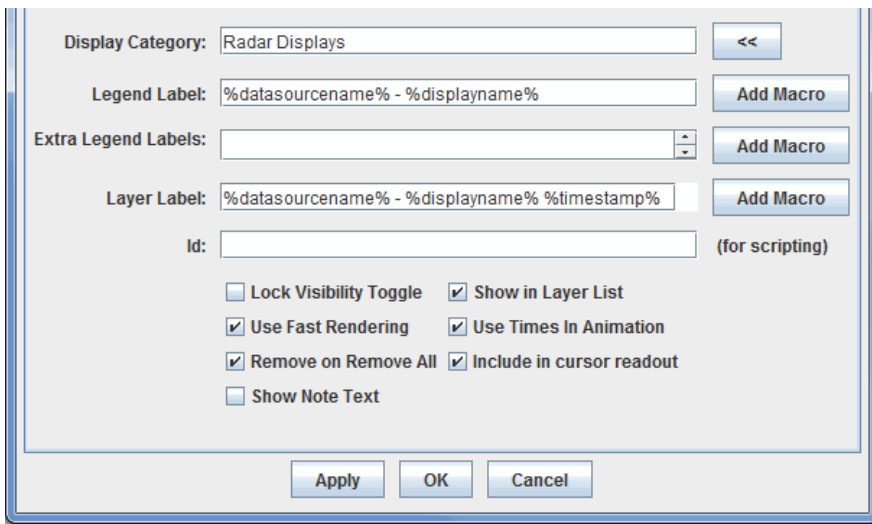 Display Category: Radar Displays <<
Legend Label: %datasourcename% - %displayname% Add Macro
Extra Legend Labels: Add Macro
Layer Label: %datasourcename% - %displayname% %timestamp% Add Macro
Id: (for scripting)
Lock Visibility Toggle Show in Layer List
Use Fast Rendering Use Times In Animation
Remove on Remove All Include in cursor readout
Show Note Text
Apply OK Cancel